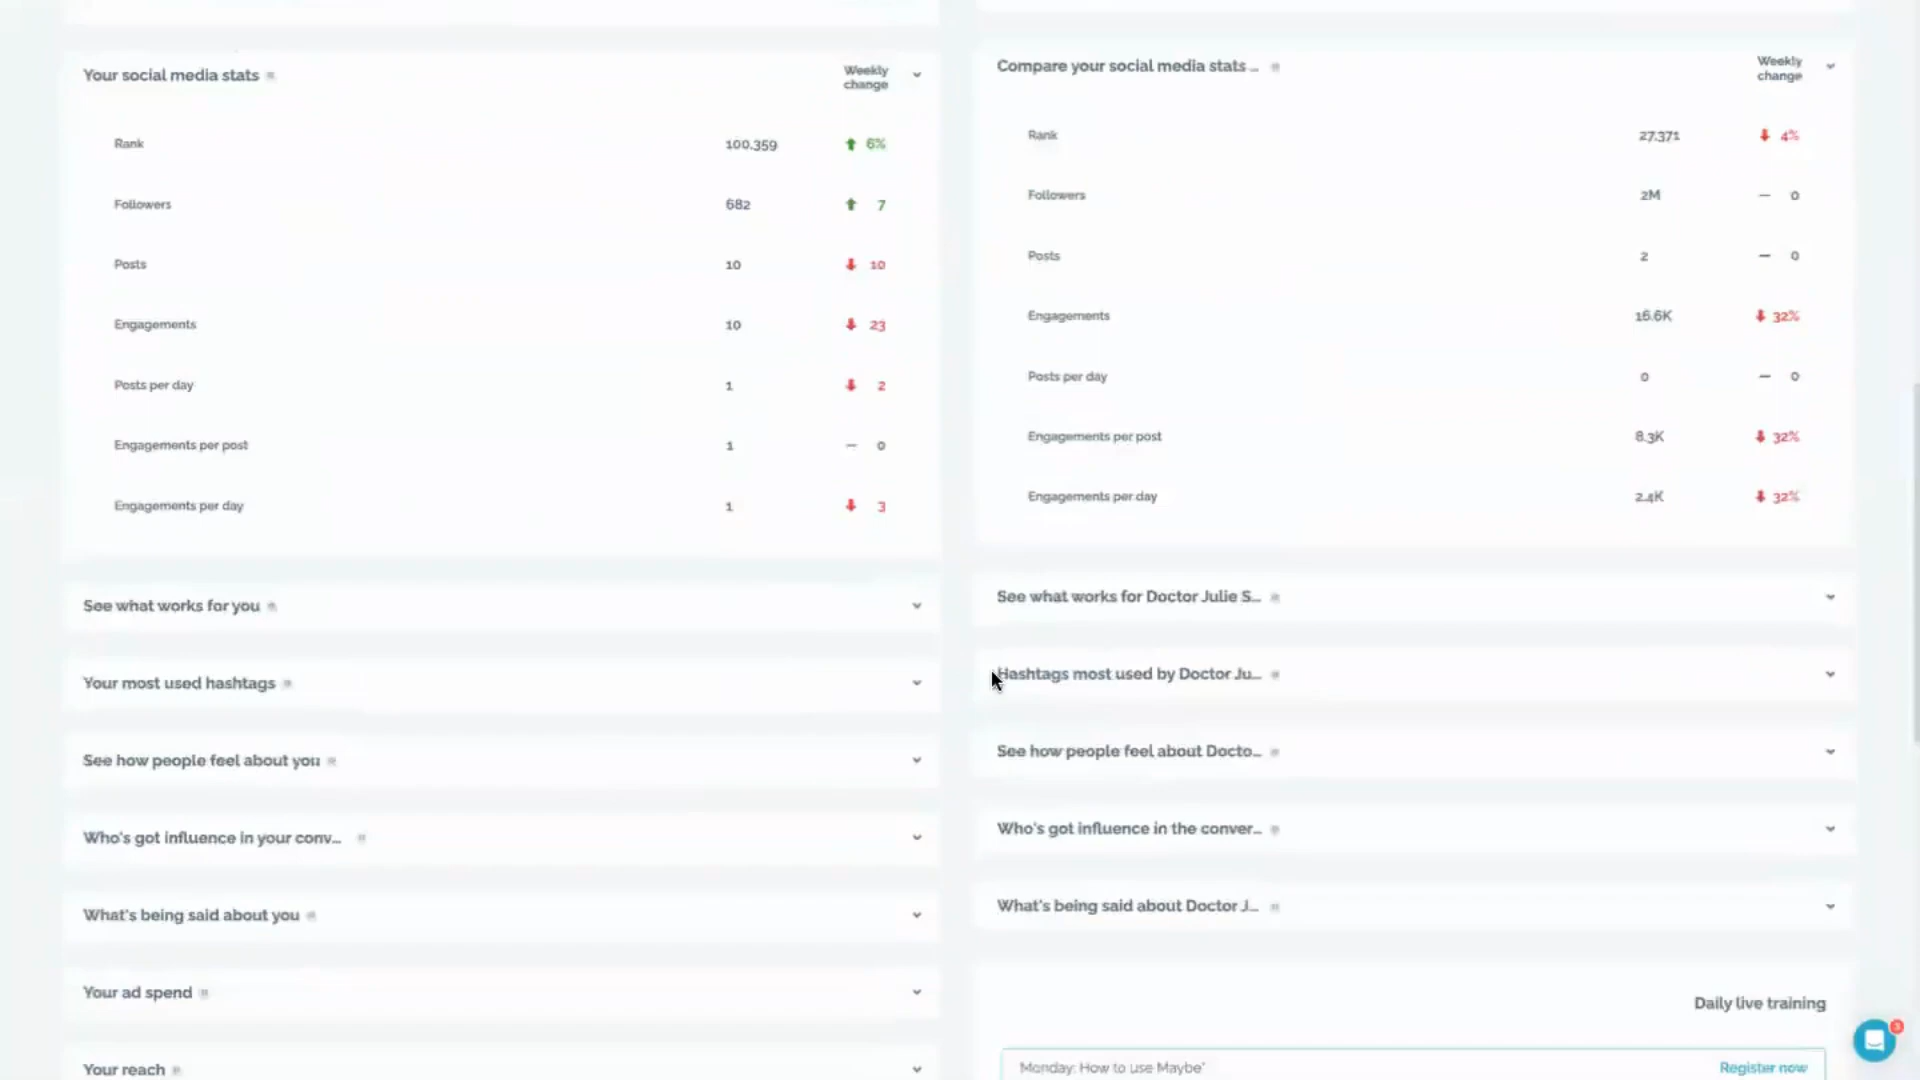 Your social media stats
Weekly
change
Rank 100,359 6%
Followers 682 7
Posts 10 10
Engagements 10 23
Posts per day 1 2
Engagements per post 1 – 0
Engagements per day 1 3
See what works for you
Your most used hashtags
See how people feel about you
Who's got influence in your conv...
What's being said about you
Your ad spend
Your reach
Compare your social media stats ...
Weekly
change
Rank 27,371 4%
Followers 2M – 0
Posts 2 – 0
Engagements 16.6K 32%
Posts per day 0 – 0
Engagements per post 8.3K 32%
Engagements per day 2.4K 32%
See what works for Doctor Julie S...
Hashtags most used by Doctor Ju...
See how people feel about Docto...
Who's got influence in the conver...
What's being said about Doctor J...
Daily live training
Monday: How to use Maybe*
Register now
3